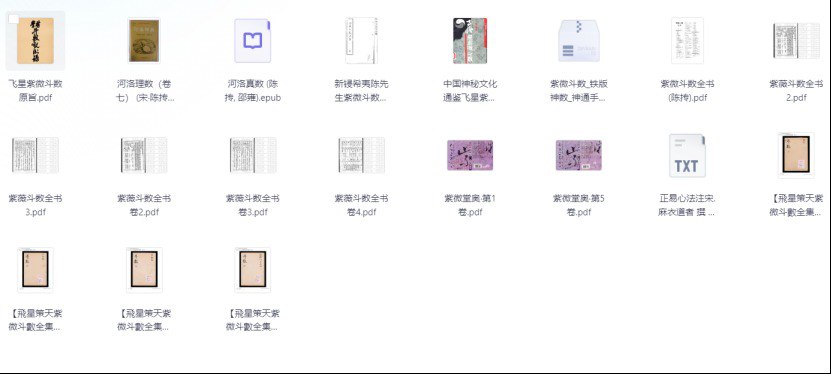 飞星紫微斗数
原旨.pdf
河洛理数（卷
七） (宋·陈抟...
河洛真数 (陈
抟, 邵雍).epub
新锓希夷陈先
生紫微斗数...
中国神秘文化
通鉴飞星紫...
紫微斗数_铁版
神数_神通手...
紫微斗数全书
(陈抟).pdf
紫薇斗数全书
2.pdf
紫薇斗数全书
3.pdf
紫薇斗数全书
卷2.pdf
紫薇斗数全书
卷3.pdf
紫薇斗数全书
卷4.pdf
紫微堂奥·第1
卷.pdf
紫微堂奥·第5
卷.pdf
TXT
正易心法注宋.
麻衣道者 撰 ...
【飛星策天紫
微斗數全集...
【飛星策天紫
微斗數全集...
【飛星策天紫
微斗數全集...
【飛星策天紫
微斗數全集...